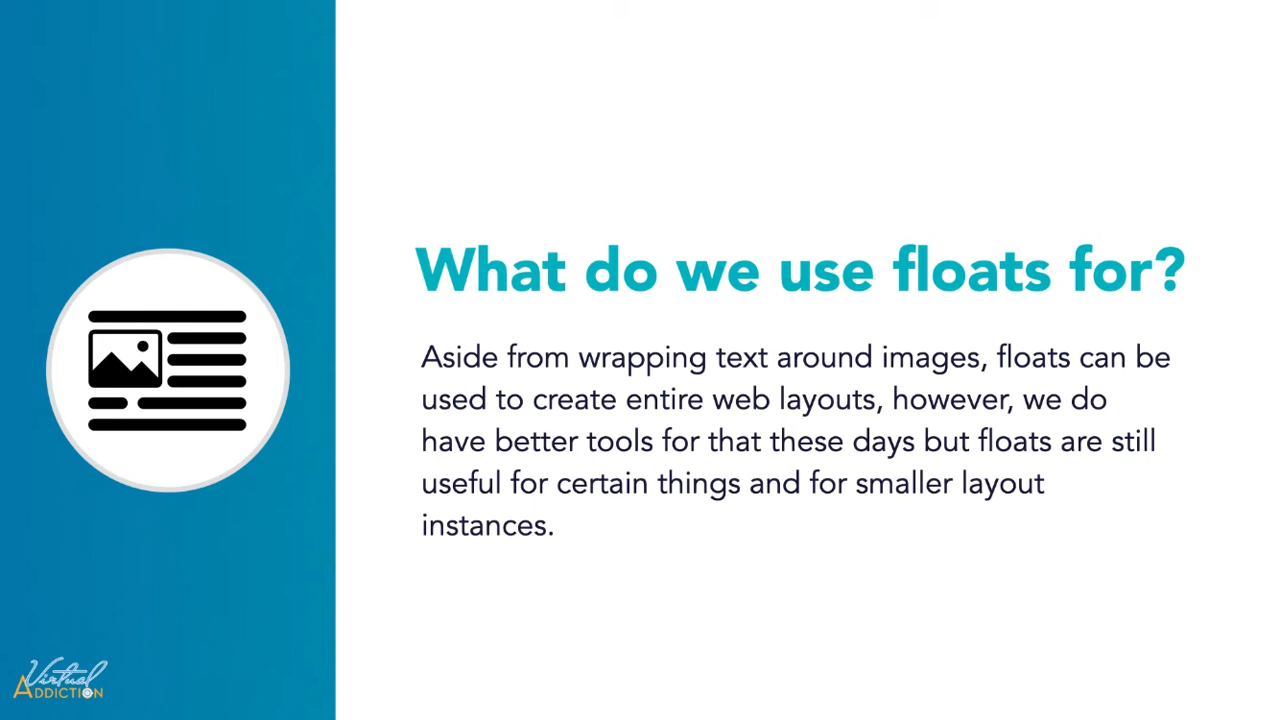 What do we use floats for?
Aside from wrapping text around images, floats can be
used to create entire web layouts, however, we do
have better tools for that these days but floats are still
useful for certain things and for smaller layout
instances.
Virtual
ADDICTION